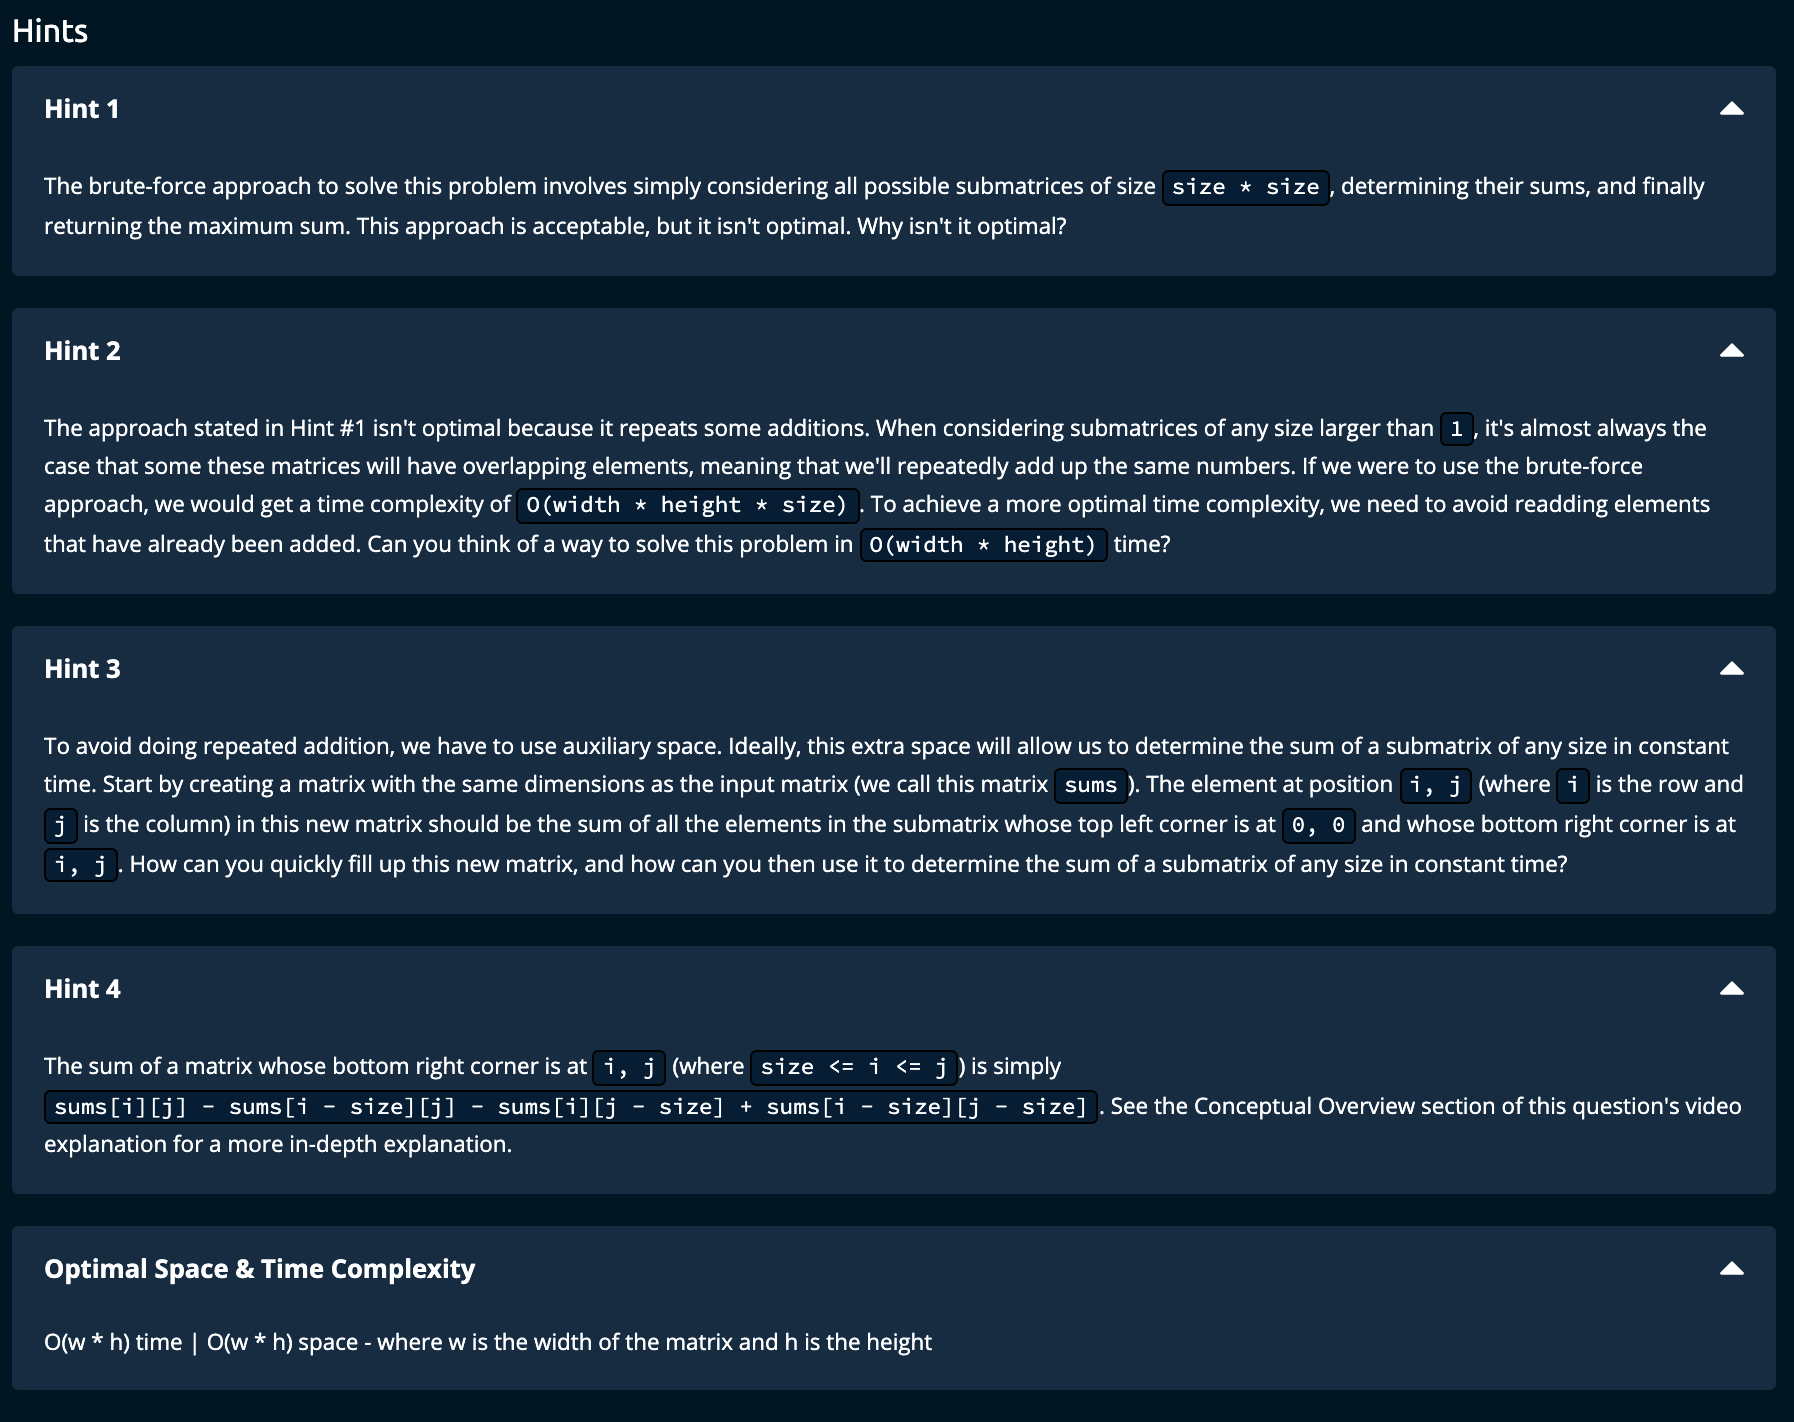 Hints
Hint 1
The brute-force approach to solve this problem involves simply considering all possible submatrices of size size * size, determining their sums, and finally
returning the maximum sum. This approach is acceptable, but it isn't optimal. Why isn't it optimal?
Hint 2
The approach stated in Hint #1 isn't optimal because it repeats some additions. When considering submatrices of any size larger than 1, it's almost always the
case that some these matrices will have overlapping elements, meaning that we'll repeatedly add up the same numbers. If we were to use the brute-force
approach, we would get a time complexity of O(width * height * size). To achieve a more optimal time complexity, we need to avoid readding elements
that have already been added. Can you think of a way to solve this problem in O(width * height) time?
Hint 3
To avoid doing repeated addition, we have to use auxiliary space. Ideally, this extra space will allow us to determine the sum of a submatrix of any size in constant
time. Start by creating a matrix with the same dimensions as the input matrix (we call this matrix sums). The element at position i, j (where i is the row and
j is the column) in this new matrix should be the sum of all the elements in the submatrix whose top left corner is at 0, 0 and whose bottom right corner is at
i, j. How can you quickly fill up this new matrix, and how can you then use it to determine the sum of a submatrix of any size in constant time?
Hint 4
The sum of a matrix whose bottom right corner is at i, j (where size <= i <= j) is simply
sums[i][j] - sums[i - size][j] - sums[i][j - size] + sums[i - size][j - size]. See the Conceptual Overview section of this question's video
explanation for a more in-depth explanation.
Optimal Space & Time Complexity
O(w * h) time | O(w * h) space - where w is the width of the matrix and h is the height